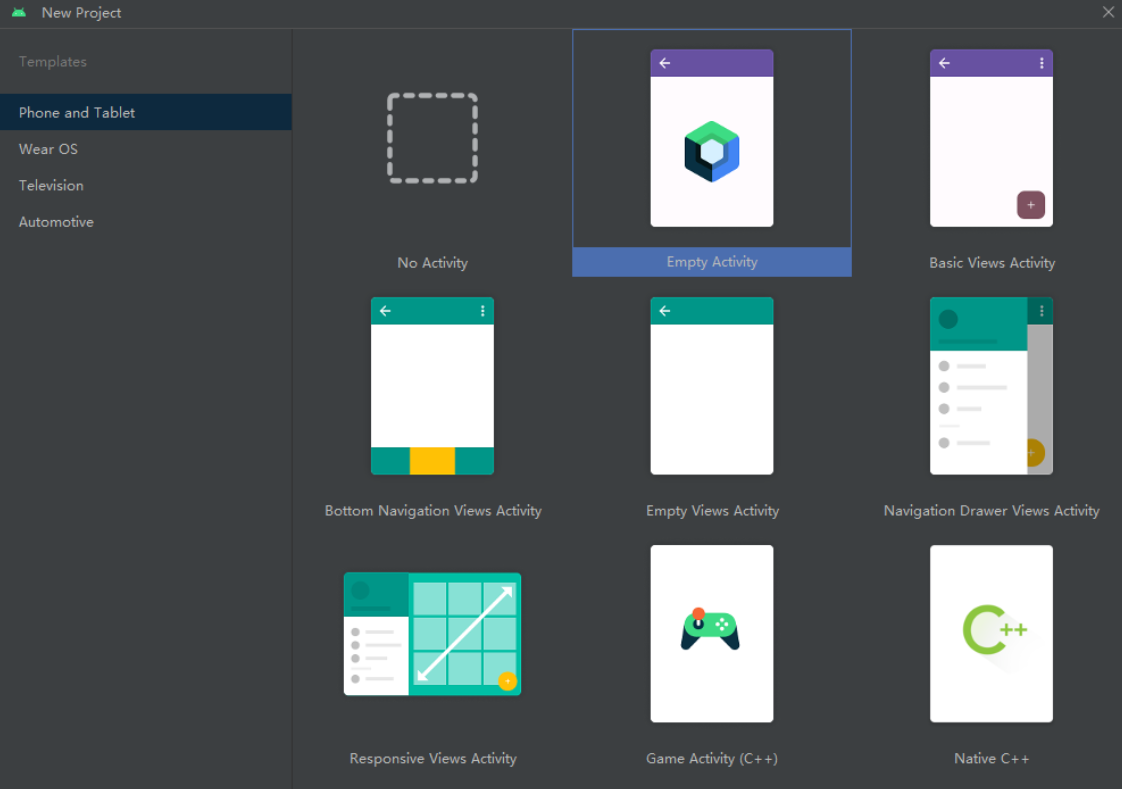 New Project
Templates
Phone and Tablet
Wear OS
Television
Automotive
No Activity
Empty Activity
Basic Views Activity
Bottom Navigation Views Activity
Empty Views Activity
Navigation Drawer Views Activity
Responsive Views Activity
Game Activity (C++)
C++
Native C++